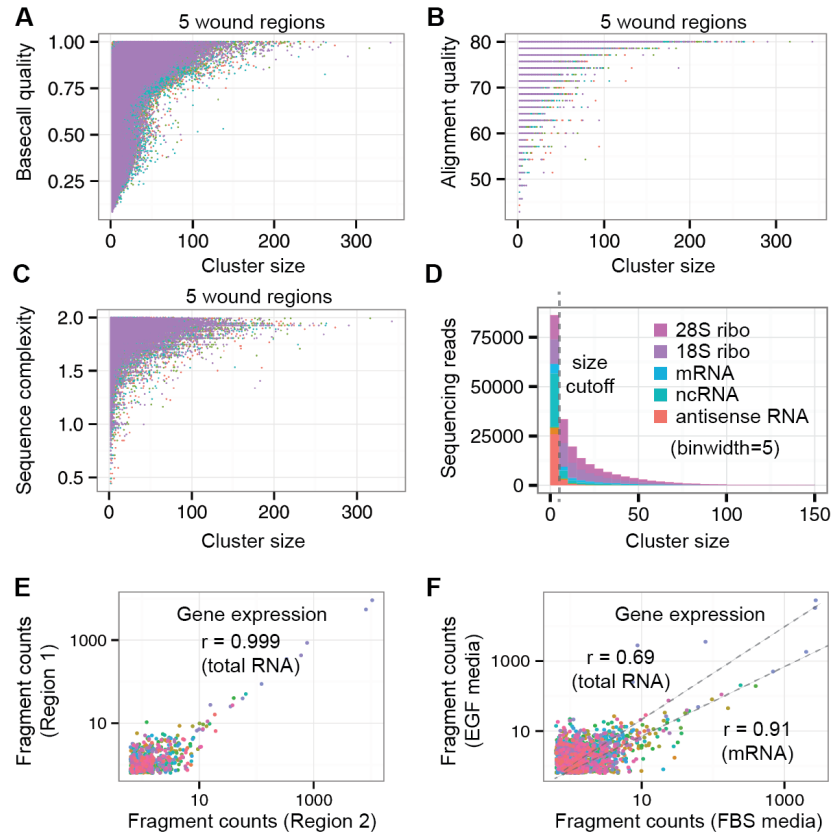 A
5 wound regions
Basecall quality
1.00
0.75
0.50
0.25
0
100
200
300
Cluster size
B
5 wound regions
Alignment quality
80
70
60
50
0
100
200
300
Cluster size
C
5 wound regions
Sequence complexity
2.0
1.5
1.0
0.5
0
100
200
300
Cluster size
D
Sequencing reads
75000
50000
25000
0
size
cutoff
28S ribo
18S ribo
mRNA
ncRNA
antisense RNA
(binwidth=5)
0
50
100
150
Cluster size
E
Fragment counts
(Region 1)
1000
10
Gene expression
r = 0.999
(total RNA)
10
1000
Fragment counts (Region 2)
F
Fragment counts
(EGF media)
1000
10
Gene expression
r = 0.69
(total RNA)
r = 0.91
(mRNA)
10
1000
Fragment counts (FBS media)